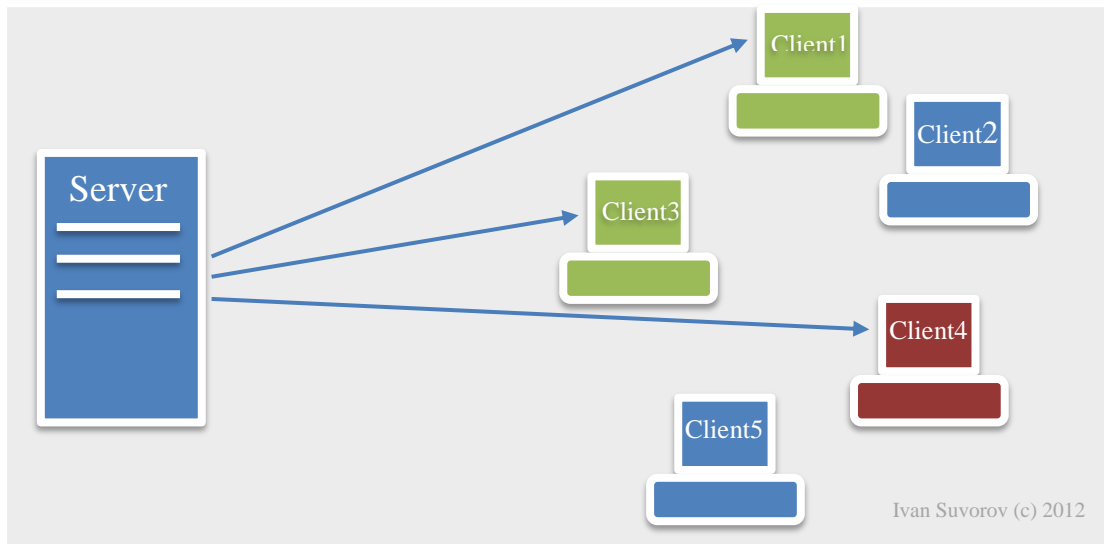 Client1
Client2
Server
Client3
Client4
Client5
Ivan Suvorov (c) 2012